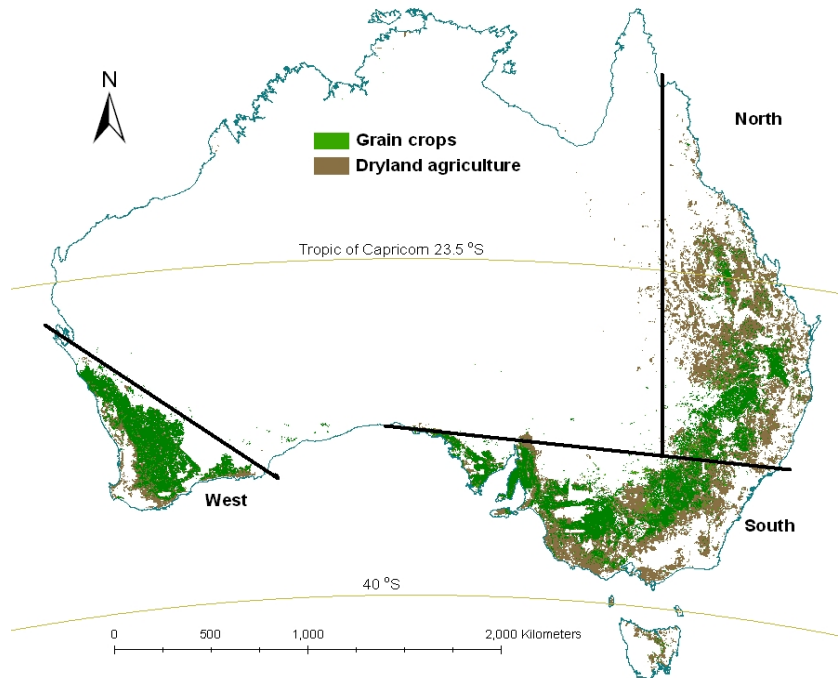 N
North
Grain crops
Dryland agriculture
Tropic of Capricorn 23.5 °S
West
South
40 °S
0 500 1,000 2,000 Kilometers